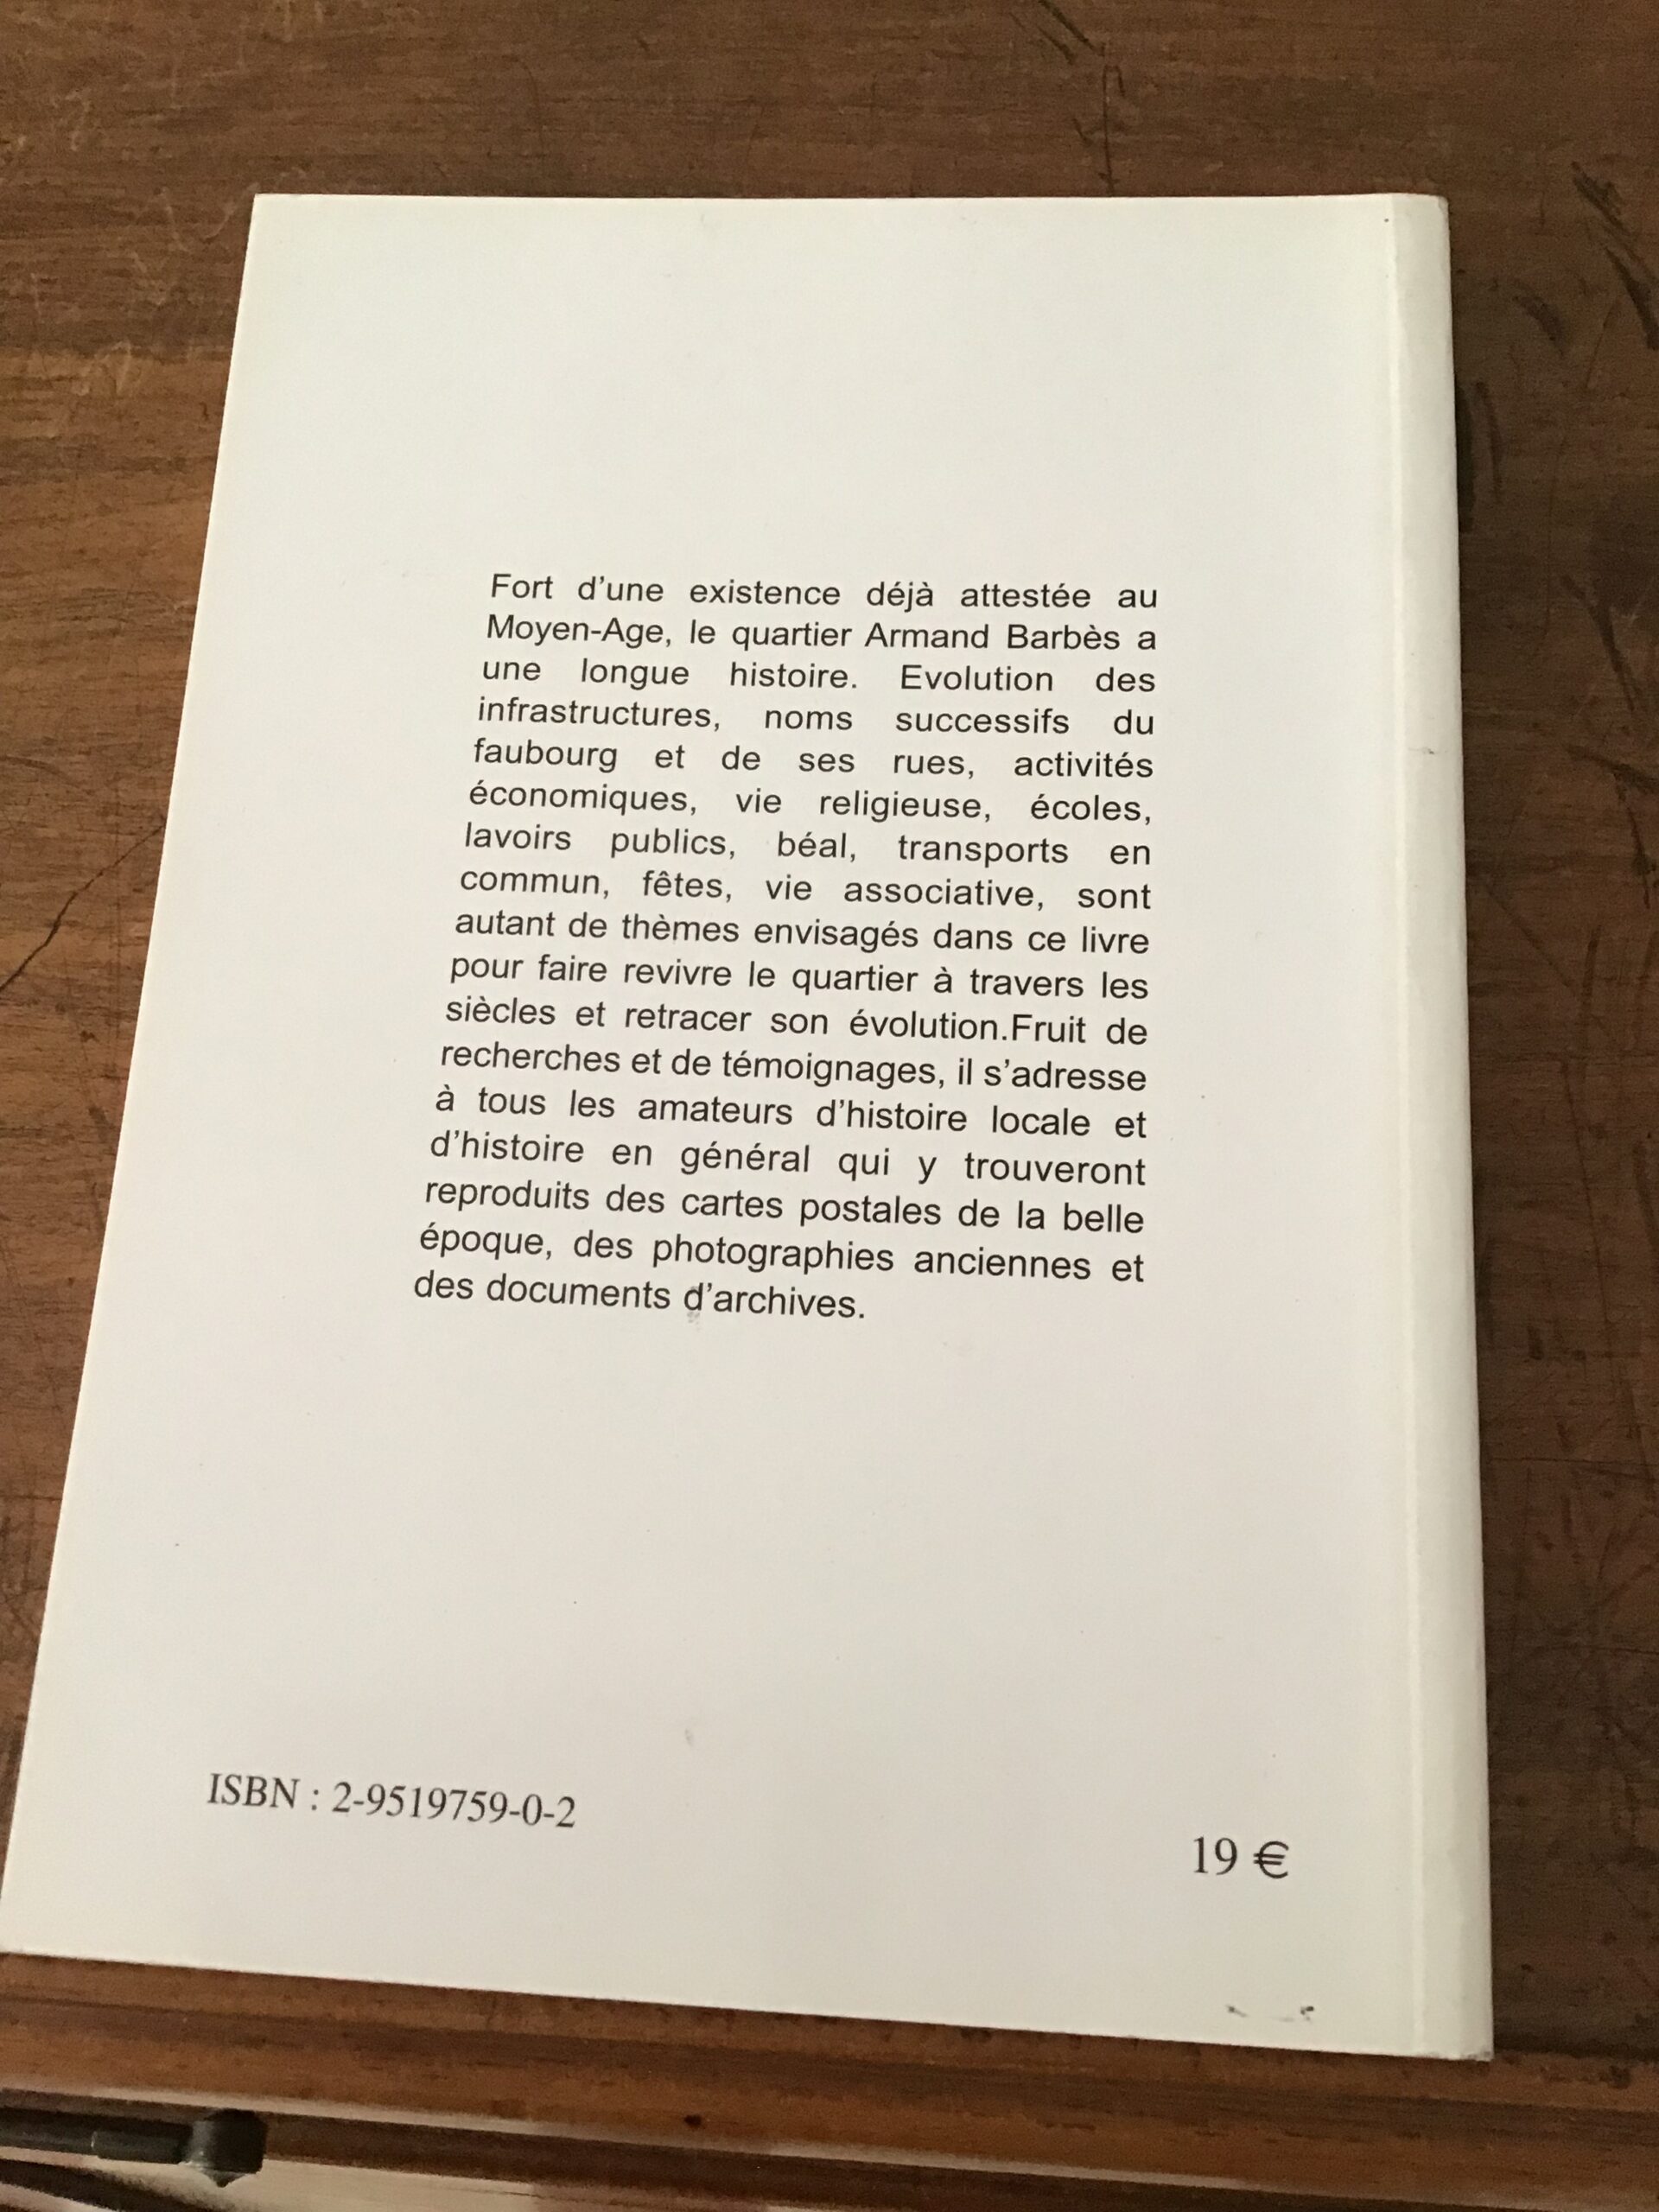 Fort d’une existence déjà attestée au
Moyen-Age, le quartier Armand Barbès a
une longue histoire. Evolution des
infrastructures, noms successifs du
faubourg et de ses rues, activités
économiques, vie religieuse, écoles,
lavoirs publics, béal, transports en
commun, fêtes, vie associative, sont
autant de thèmes envisagés dans ce livre
pour faire revivre le quartier à travers les
siècles et retracer son évolution.Fruit de
recherches et de témoignages, il s’adresse
à tous les amateurs d’histoire locale et
d’histoire en général qui y trouveront
reproduits des cartes postales de la belle
époque, des photographies anciennes et
des documents d’archives.
ISBN : 2-9519759-0-2
19 €